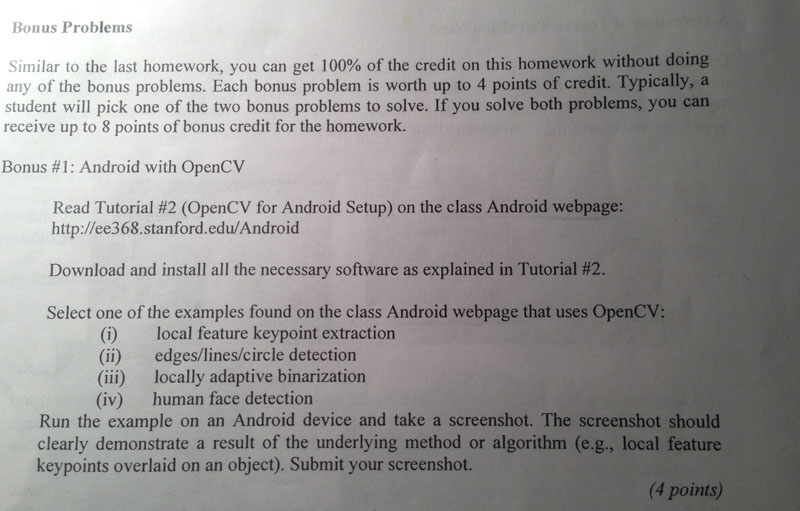 Bonus Problems
Similar to the last homework, you can get 100% of the credit on this homework without doing
any of the bonus problems. Each bonus problem is worth up to 4 points of credit. Typically, a
student will pick one of the two bonus problems to solve. If you solve both problems, you can
receive up to 8 points of bonus credit for the homework.
Bonus #1: Android with OpenCV
Read Tutorial #2 (OpenCV for Android Setup) on the class Android webpage:
http://ee368.stanford.edu/Android
Download and install all the necessary software as explained in Tutorial #2.
Select one of the examples found on the class Android webpage that uses OpenCV:
(i) local feature keypoint extraction
(ii) edges/lines/circle detection
(iii) locally adaptive binarization
(iv) human face detection
Run the example on an Android device and take a screenshot. The screenshot should
clearly demonstrate a result of the underlying method or algorithm (e.g., local feature
keypoints overlaid on an object). Submit your screenshot.
(4 points)